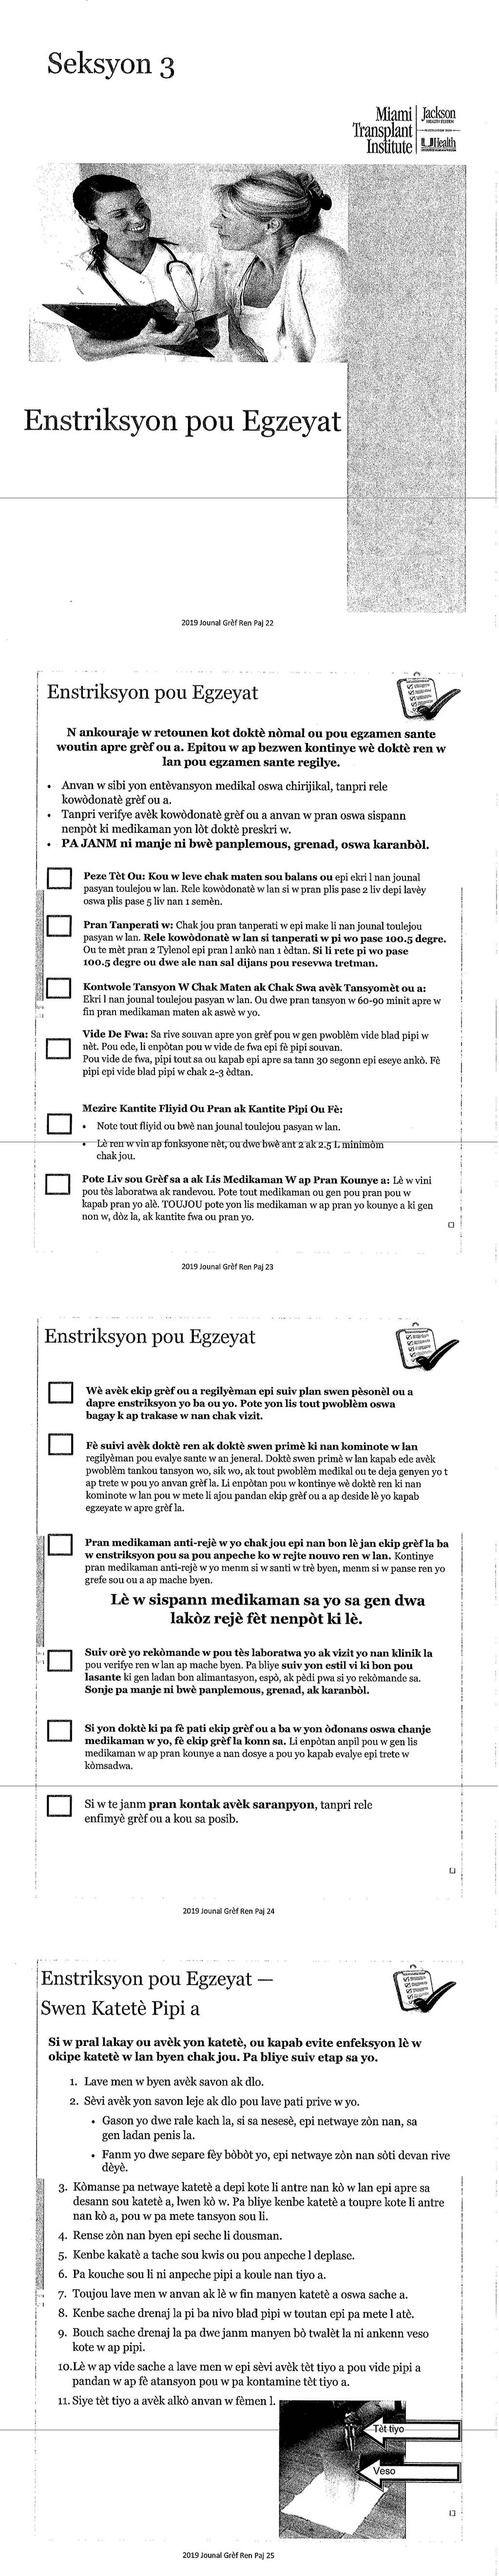 Seksyon 3
Miami
Transplant
Institute
Jackson
HEALTH SYSTEM
UHealth
Enstriksyon pou Egzeyat
2019 Jounal Grèf Ren Paj 22
Enstriksyon pou Egzeyat
N ankouraje w retounen kot doktè nòmal ou pou egzamen sante
woutin apre grèf ou a. Epitou w ap bezwen kontinye wè doktè ren w
lan pou egzamen sante regilye.
• Anvan w sibi yon entèvansyon medikal oswa chirijikal, tanpri rele
kowòdonatè grèf ou a.
• Tanpri verifye avèk kowòdonatè grèf ou a anvan w pran oswa sispann
nenpòt ki medikaman yon lòt doktè preskri w.
• PA JANM ni manje ni bwè panplemous, grenad, oswa karanbòl.
Peze Tèt Ou: Kou w leve chak maten sou balans ou epi ekri l nan jounal
pasyan toulejou w lan. Rele kowòdonatè w lan si w pran plis pase 2 liv depi lavèy
oswa plis pase 5 liv nan 1 semèn.
Pran Tanperati w: Chak jou pran tanperati w epi make li nan jounal toulejou
pasyan w lan. Rele kowòdonatè w lan si tanperati w pi wo pase 100.5 degre.
Ou te mèt pran 2 Tylenol epi pran l ankò nan 1 èdtan. Si li rete pi wo pase
100.5 degre ou dwe ale nan sal dijans pou resevwa tretman.
Kontwole Tansyon W Chak Maten ak Chak Swa avèk Tansyomèt ou a:
Ekri l nan jounal toulejou pasyan w lan. Ou dwe pran tansyon w 60-90 minit apre w
fin pran medikaman maten ak aswè w yo.
Vide De Fwa: Sa rive souvan apre yon grèf pou w gen pwoblèm vide blad pipi w
nèt. Pou ede, li enpòtan pou w vide de fwa epi fè pipi souvan.
Pou vide de fwa, pipi tout sa ou kapab epi apre sa tann 30 segonn epi eseye ankò. Fè
pipi epi vide blad pipi w chak 2-3 èdtan.
Mezire Kantite Fliyid Ou Pran ak Kantite Pipi Ou Fè:
• Note tout fliyid ou bwè nan jounal toulejou pasyan w lan.
• Lè ren w vin ap fonksyone nèt, ou dwe bwè ant 2 ak 2.5 L minimòm
chak jou.
Pote Liv sou Grèf sa a ak Lis Medikaman W ap Pran Kounye a: Lè w vini
pou tès laboratwa ak randevou. Pote tout medikaman ou gen pou pran pou w
kapab pran yo alè. TOUJOU pote yon lis medikaman w ap pran yo kounye a ki gen
non w, dòz la, ak kantite fwa ou pran yo.
2019 Jounal Grèf Ren Paj 23
Enstriksyon pou Egzeyat
Wè avèk ekip grèf ou a regilyèman epi suiv plan swen pèsonèl ou a
dapre enstriksyon yo ba ou yo. Pote yon lis tout pwoblèm oswa
bagay k ap trakase w nan chak vizit.
Fè suivi avèk doktè ren ak doktè swen primè ki nan kominote w lan
regilyèman pou evalye sante w an jeneral. Doktè swen primè w lan kapab ede avèk
pwoblèm tankou tansyon wo, sik wo, ak tout pwoblèm medikal ou te deja genyen yo t
ap trete w pou yo anvan grèf la. Li enpòtan pou w kontinye wè doktè ren ki nan
kominote w lan pou w mete li ajou pandan ekip grèf ou a ap deside lè yo kapab
egzeyate w apre grèf la.
Pran medikaman anti-rejè w yo chak jou epi nan bon lè jan ekip grèf la ba
w enstriksyon pou sa pou anpeche ko w rejte nouvo ren w lan. Kontinye
pran medikaman anti-rejè w yo menm si w santi w trè byen, menm si w panse ren yo
grefe sou ou a ap mache byen.
Lè w sispann medikaman sa yo sa gen dwa
lakòz rejè fèt nenpòt ki lè.
Suiv orè yo rekòmande w pou tès laboratwa yo ak vizit yo nan klinik la
pou verifye ren w lan ap mache byen. Pa bliye suiv yon estil vi ki bon pou
lasante ki gen ladan bon alimantasyon, espò, ak pèdi pwa si yo rekòmande sa.
Sonje pa manje ni bwè panplemous, grenad, ak karanbòl.
Si yon doktè ki pa fè pati ekip grèf ou a ba w yon òdonans oswa chanje
medikaman w yo, fè ekip grèf la konn sa. Li enpòtan anpil pou w gen lis
medikaman w ap pran kounye a nan dosye a pou yo kapab evalye epi trete w
kòmsadwa.
Si w te janm pran kontak avèk saranpyon, tanpri rele
enfimyè grèf ou a kou sa posib.
2019 Jounal Grèf Ren Paj 24
Enstriksyon pou Egzeyat —
Swen Katetè Pipi a
Si w pral lakay ou avèk yon katetè, ou kapab evite enfeksyon lè w
okipe katetè w lan byen chak jou. Pa bliye suiv etap sa yo.
1. Lave men w byen avèk savon ak dlo.
2. Sèvi avèk yon savon leje ak dlo pou lave pati prive w yo.
• Gason yo dwe rale kach la, si sa nesesè, epi netwaye zòn nan, sa
gen ladan penis la.
• Fanm yo dwe separe fèy bòbòt yo, epi netwaye zòn nan sòti devan rive
dèyè.
3. Kòmanse pa netwaye katetè a depi kote li antre nan kò w lan epi apre sa
desann sou katetè a, lwen kò w. Pa bliye kenbe katetè a toupre kote li antre
nan kò a, pou w pa mete tansyon sou li.
4. Rense zòn nan byen epi seche li dousman.
5. Kenbe kakatè a tache sou kwis ou pou anpeche l deplase.
6. Pa kouche sou li ni anpeche pipi a koule nan tiyo a.
7. Toujou lave men w anvan ak lè w fin manyen katetè a oswa sache a.
8. Kenbe sache drenaj la pi ba nivo blad pipi w toutan epi pa mete l atè.
9. Bouch sache drenaj la pa dwe janm manyen bò twalèt la ni ankenn veso
kote w ap pipi.
10.Lè w ap vide sache a lave men w epi sèvi avèk tèt tiyo a pou vide pipi a
pandan w ap fè atansyon pou w pa kontamine tèt tiyo a.
11. Siye tèt tiyo a avèk alkò anvan w fèmen l.
Tèt tiyo
Veso
2019 Jounal Grèf Ren Paj 25